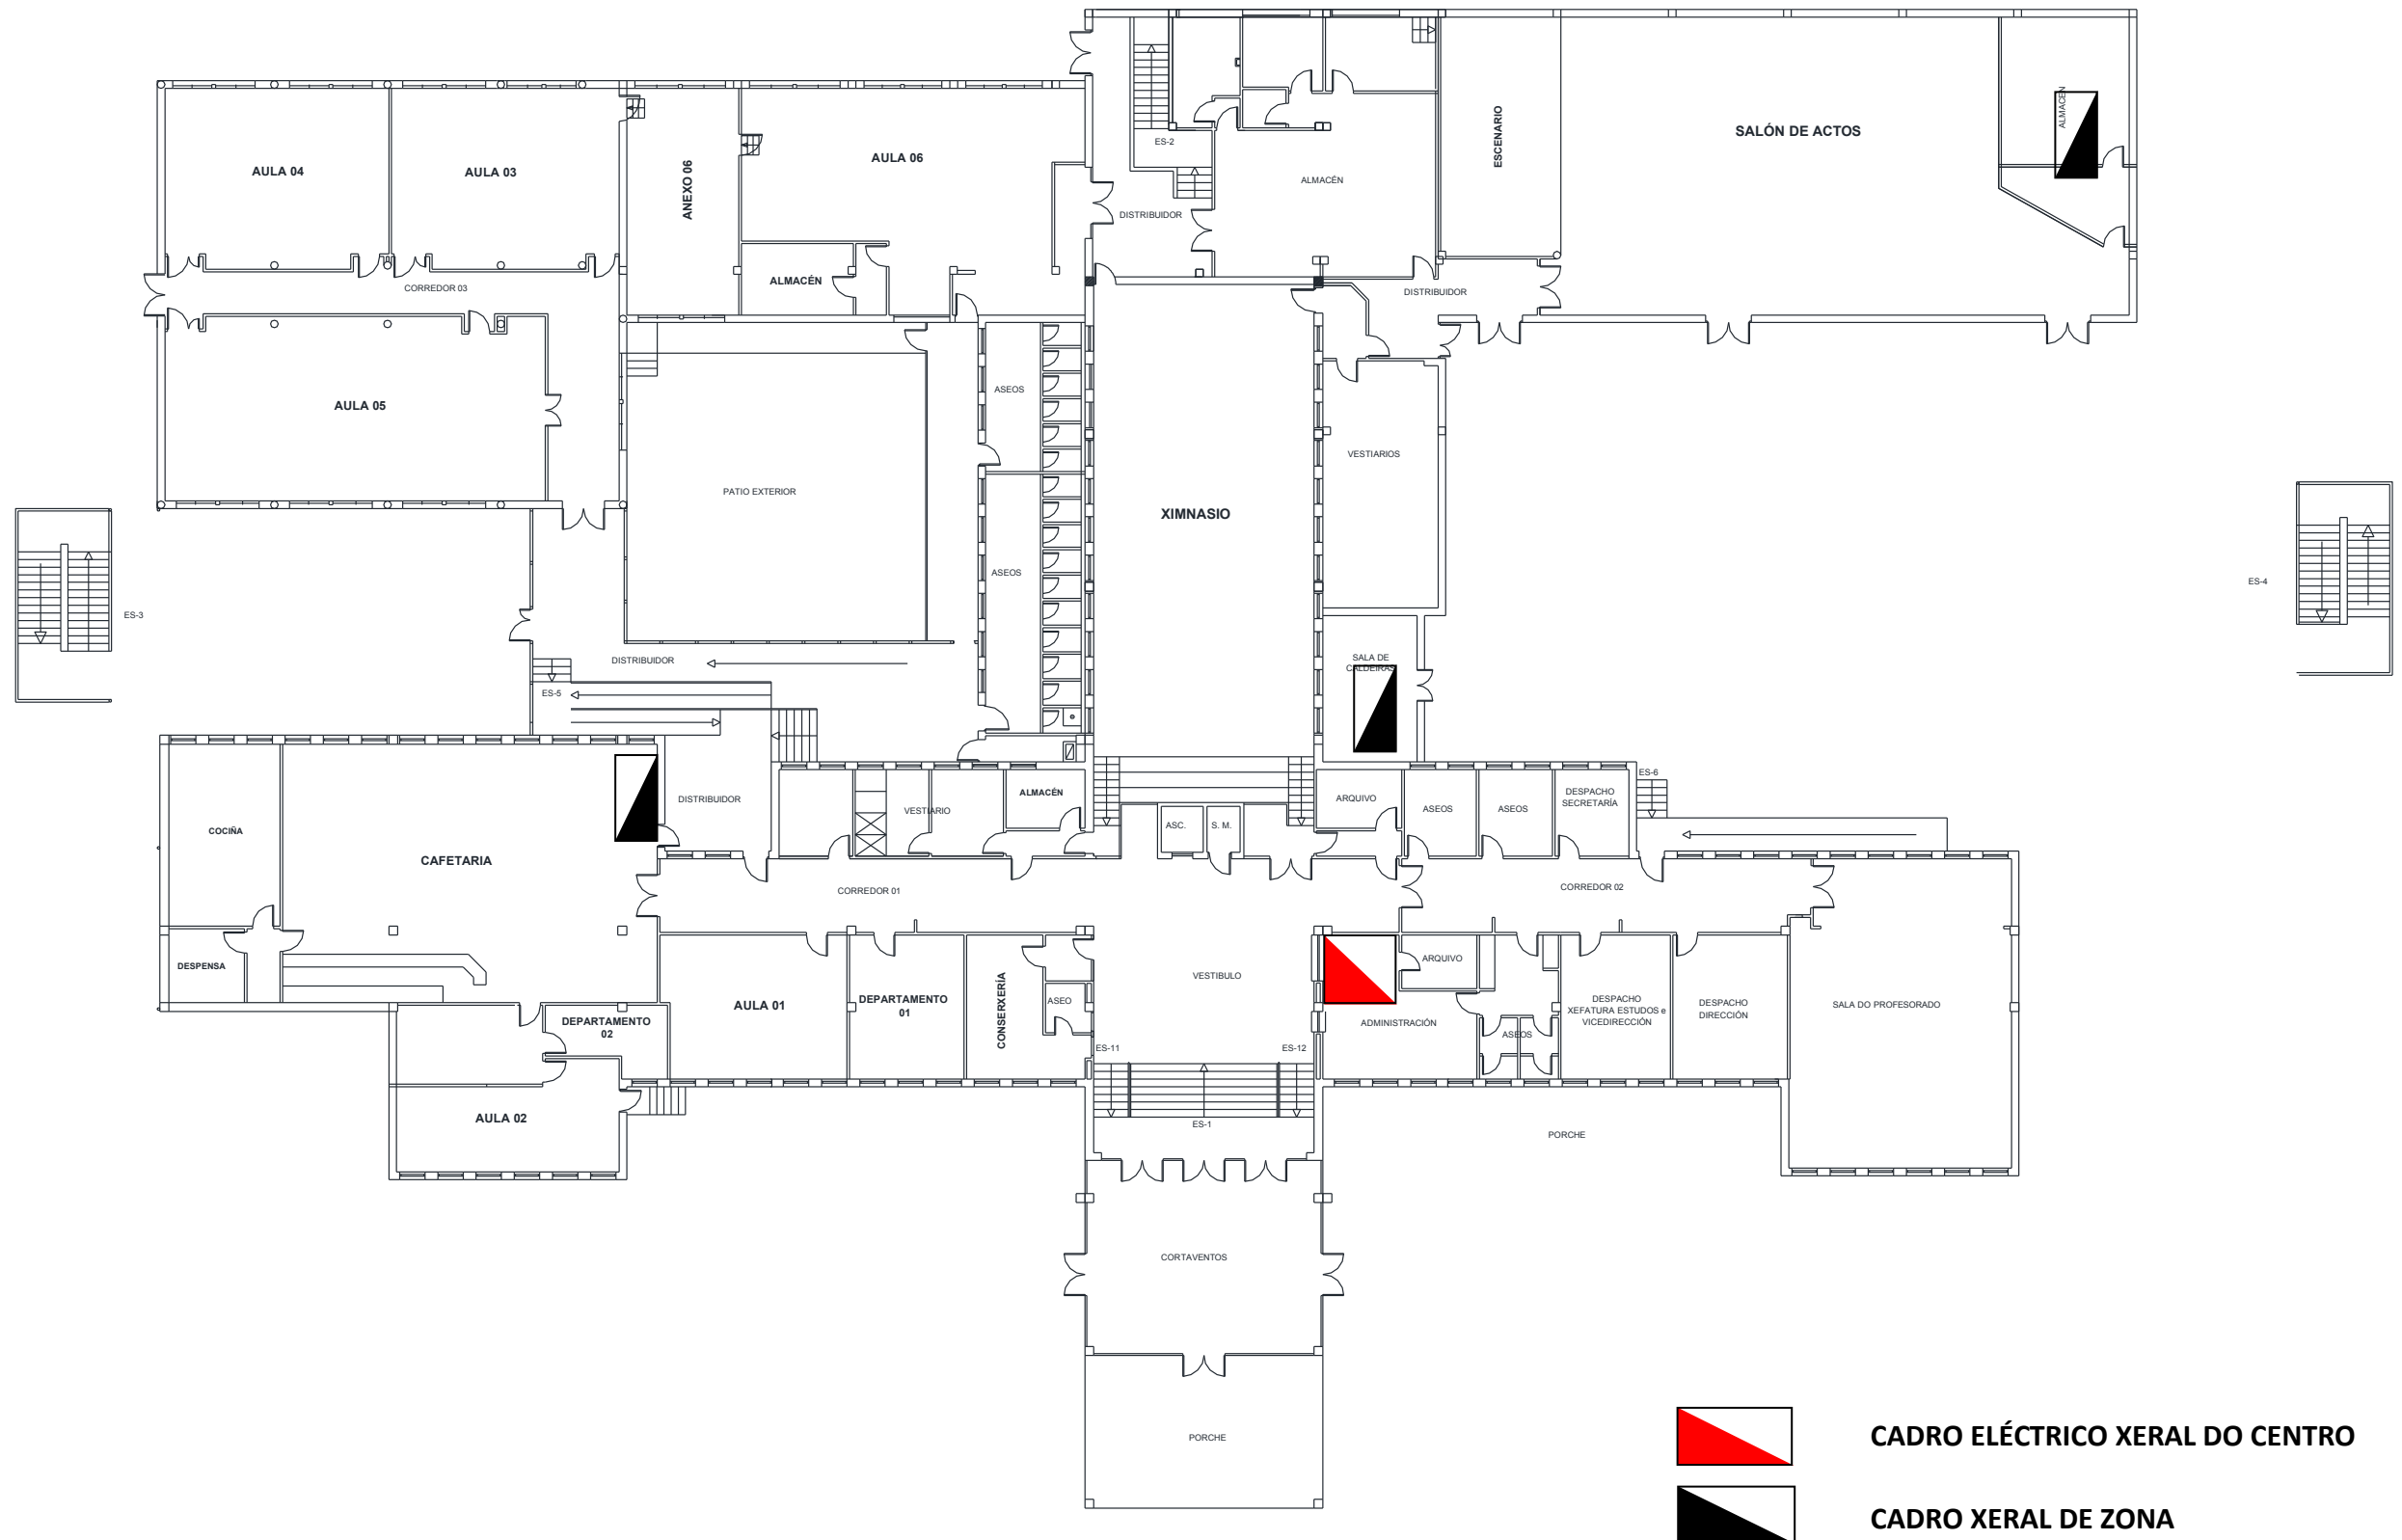 ES-2
ESCENARIO
SALÓN DE ACTOS
ALMACÉN
AULA 04
AULA 03
ANEXO 06
AULA 06
ALMACÉN
DISTRIBUIDOR
ALMACÉN
CORREDOR 03
DISTRIBUIDOR
AULA 05
ASEOS
VESTIARIOS
PATIO EXTERIOR
XIMNASIO
ASEOS
ES-3
ES-4
DISTRIBUIDOR
ES-5
SALA DE
CALDEIRAS
COCIÑA
CAFETARIA
DISTRIBUIDOR
VESTIARIO
ALMACÉN
ASC.
S. M.
ARQUIVO
ASEOS
ASEOS
DESPACHO
SECRETARÍA
ES-6
CORREDOR 01
CORREDOR 02
DESPENSA
DEPARTAMENTO
02
AULA 01
DEPARTAMENTO
01
CONSERXERÍA
ASEO
VESTIBULO
ARQUIVO
ADMINISTRACIÓN
ASEOS
DESPACHO
XEFATURA ESTUDOS e
VICEDIRECCIÓN
DESPACHO
DIRECCIÓN
SALA DO PROFESORADO
ES-11
ES-12
AULA 02
ES-1
PORCHE
CORTAVENTOS
PORCHE
CADRO ELÉCTRICO XERAL DO CENTRO
CADRO XERAL DE ZONA